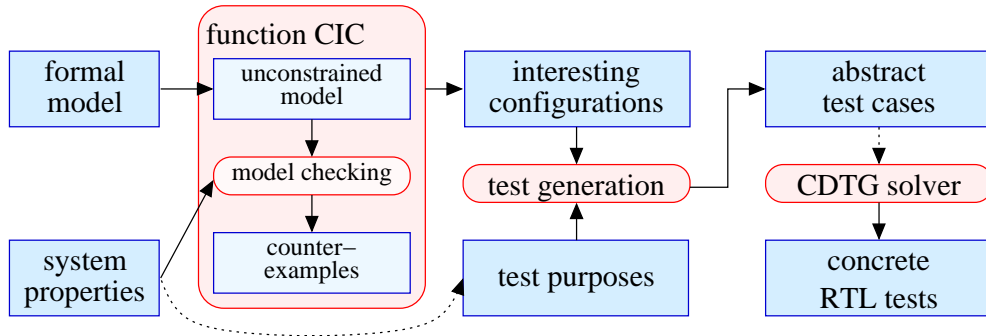 function CIC
formal
model
unconstrained
model
interesting
configurations
abstract
test cases
model checking
test generation
CDTG solver
system
properties
counter–
examples
test purposes
concrete
RTL tests